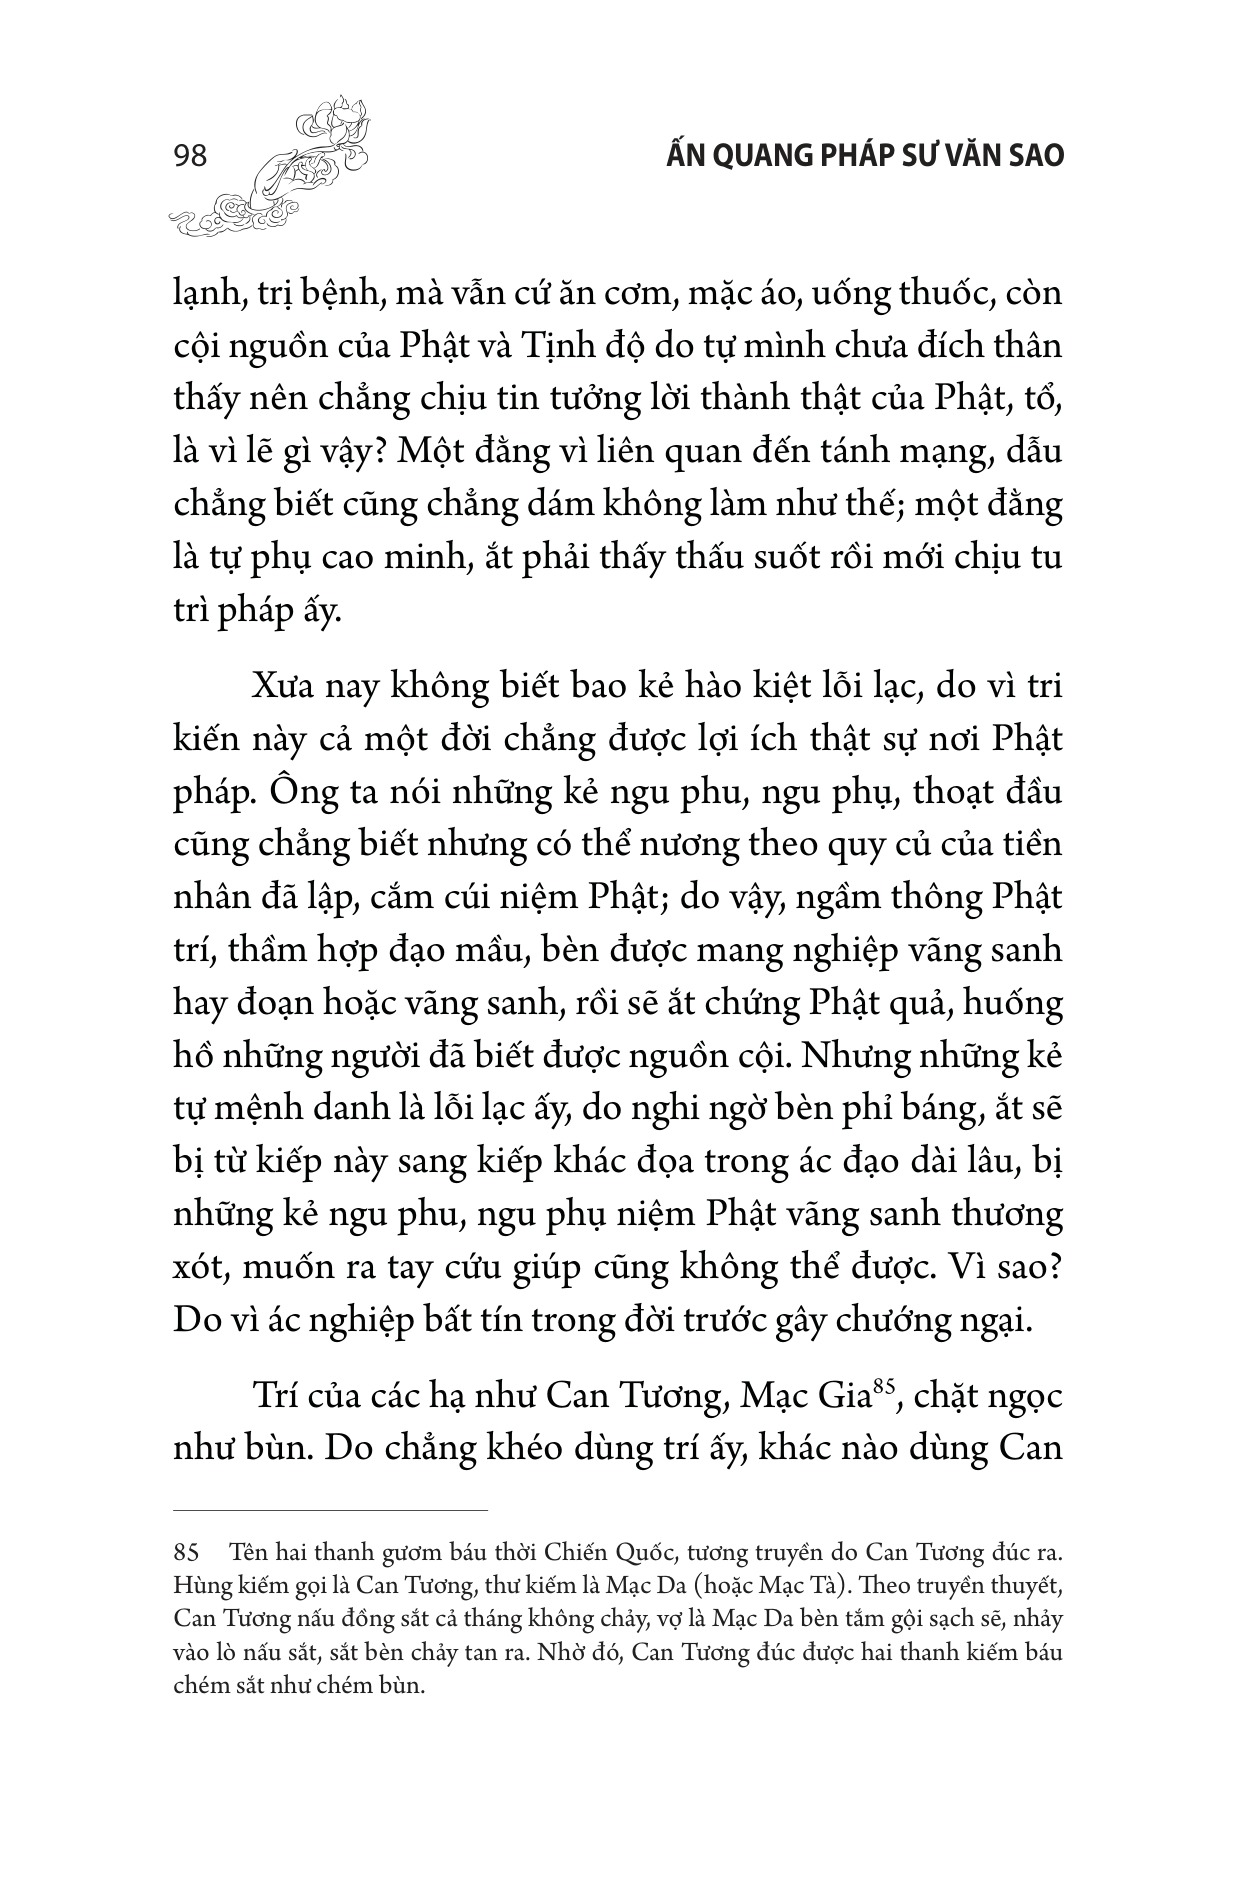 98
ẤN QUANG PHÁP SƯ VĂN SAO
lạnh, trị bệnh, mà vẫn cứ ăn cơm, mặc áo, uống thuốc, còn
cội nguồn của Phật và Tịnh độ do tự mình chưa đích thân
thấy nên chẳng chịu tin tưởng lời thành thật của Phật, tổ,
là vì lẽ gì vậy? Một đằng vì liên quan đến tánh mạng, dẫu
chẳng biết cũng chẳng dám không làm như thế; một đằng
là tự phụ cao minh, ắt phải thấy thấu suốt rồi mới chịu tu
trì pháp ấy.
Xưa nay không biết bao kẻ hào kiệt lỗi lạc, do vì tri
kiến này cả một đời chẳng được lợi ích thật sự nơi Phật
pháp. Ông ta nói những kẻ ngu phu, ngu phụ, thoạt đầu
cũng chẳng biết nhưng có thể nương theo quy củ của tiền
nhân đã lập, cắm cúi niệm Phật; do vậy, ngầm thông Phật
trí, thầm hợp đạo mầu, bèn được mang nghiệp vãng sanh
hay đoạn hoặc vãng sanh, rồi sẽ ắt chứng Phật quả, huống
hồ những người đã biết được nguồn cội. Nhưng những kẻ
tự mệnh danh là lỗi lạc ấy, do nghi ngờ bèn phỉ báng, ắt sẽ
bị từ kiếp này sang kiếp khác đọa trong ác đạo dài lâu, bị
những kẻ ngu phu, ngu phụ niệm Phật vãng sanh thương
xót, muốn ra tay cứu giúp cũng không thể được. Vì sao?
Do vì ác nghiệp bất tín trong đời trước gây chướng ngại.
Trí của các hạ như Can Tương, Mạc Gia85, chặt ngọc
như bùn. Do chẳng khéo dùng trí ấy, khác nào dùng Can
85 Tên hai thanh gươm báu thời Chiến Quốc, tương truyền do Can Tương đúc ra.
Hùng kiếm gọi là Can Tương, thư kiếm là Mạc Da (hoặc Mạc Tà). Theo truyền thuyết,
Can Tương nấu đồng sắt cả tháng không chảy, vợ là Mạc Da bèn tắm gội sạch sẽ, nhảy
vào lò nấu sắt, sắt bèn chảy tan ra. Nhờ đó, Can Tương đúc được hai thanh kiếm báu
chém sắt như chém bùn.